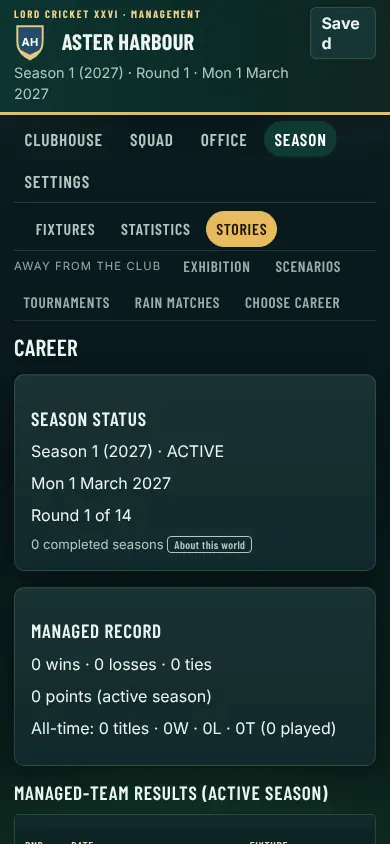 LORD CRICKET XXVI · MANAGEMENT
AH ASTER HARBOUR
Save
d
Season 1 (2027) · Round 1 · Mon 1 March
2027
CLUBHOUSE SQUAD OFFICE SEASON
SETTINGS
FIXTURES STATISTICS STORIES
AWAY FROM THE CLUB EXHIBITION SCENARIOS
TOURNAMENTS RAIN MATCHES CHOOSE CAREER
CAREER
SEASON STATUS
Season 1 (2027) · ACTIVE
Mon 1 March 2027
Round 1 of 14
0 completed seasons About this world
MANAGED RECORD
0 wins · 0 losses · 0 ties
0 points (active season)
All-time: 0 titles · 0W · 0L · 0T (0 played)
MANAGED-TEAM RESULTS (ACTIVE SEASON)
RND DATE FIXTURE